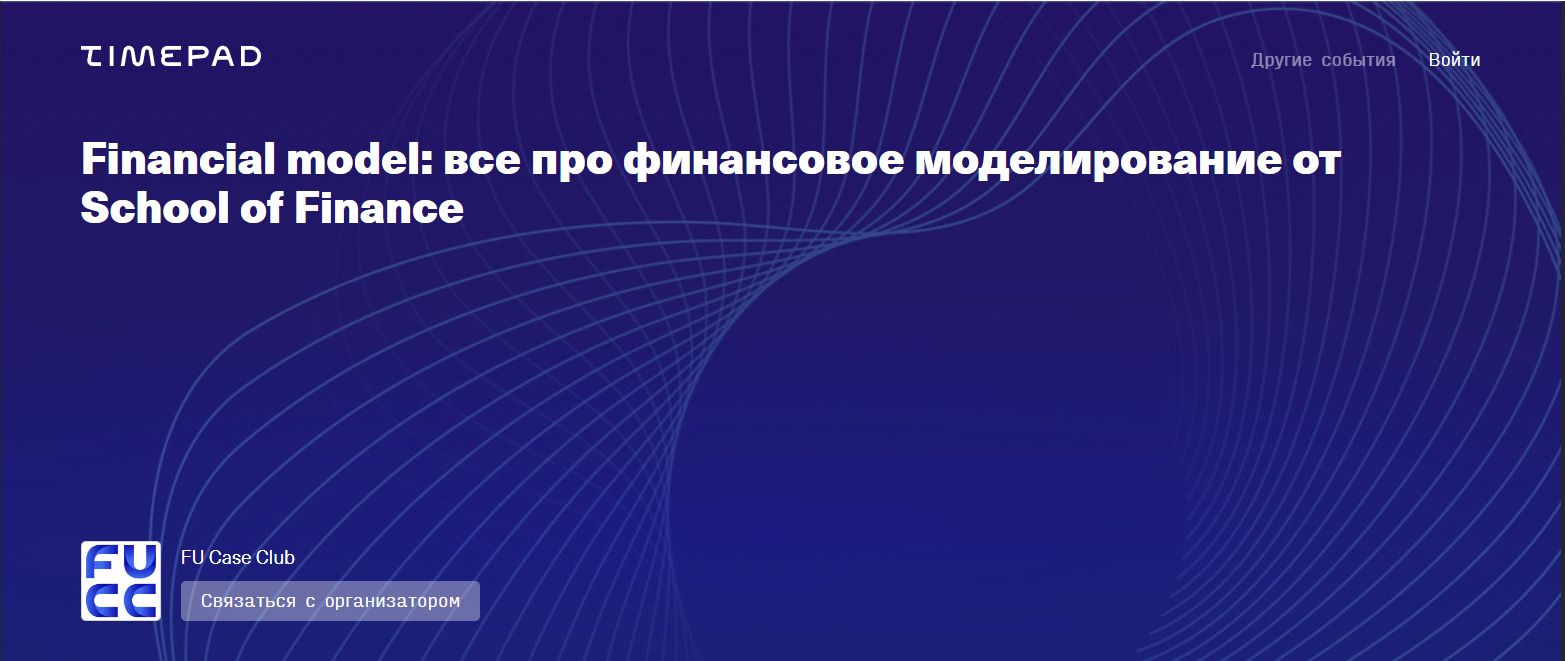 TIMEPAD
Другие события
Войти
Financial model: все про финансовое моделирование от
School of Finance
FU
CC
FU Case Club
Связаться с организатором